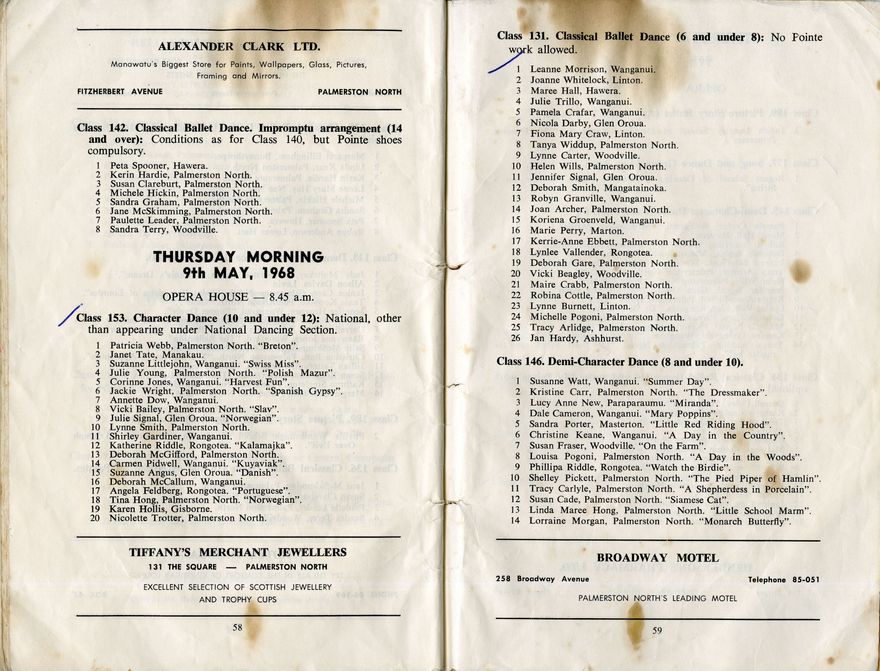 ALEXANDER CLARK LTD.
Manawatu's Biggest Store for Paints, Wallpapers, Glass, Pictures,
Framing and Mirrors.
FITZHERBERT AVENUE PALMERSTON NORTH
Class 142. Classical Ballet Dance. Impromptu arrangement (14
and over): Conditions as for Class 140, but Pointe shoes
compulsory.
1 Peta Spooner, Hawera.
2 Kerin Hardie, Palmerston North.
3 Susan Clareburt, Palmerston North.
4 Michele Hickin, Palmerston North.
5 Sandra Graham, Palmerston North.
6 Jane McSkimming, Palmerston North.
7 Paulette Leader, Palmerston North.
8 Sandra Terry, Woodville.
THURSDAY MORNING
9th MAY, 1968
OPERA HOUSE — 8.45 a.m.
Class 153. Character Dance (10 and under 12): National, other
than appearing under National Dancing Section.
1 Patricia Webb, Palmerston North. "Breton".
2 Janet Tate, Manakau.
3 Suzanne Littlejohn, Wanganui. "Swiss Miss".
4 Julie Young, Palmerston North. "Polish Mazur".
5 Corinne Jones, Wanganui. "Harvest Fun".
6 Jackie Wright, Palmerston North. "Spanish Gypsy".
7 Annette Dow, Wanganui.
8 Vicki Bailey, Palmerston North. "Slav".
9 Julie Signal, Glen Oroua. "Norwegian".
10 Lynne Smith, Palmerston North.
11 Shirley Gardiner, Wanganui.
12 Katherine Riddle, Rongotea. "Kalamajka".
13 Deborah McGifford, Palmerston North.
14 Carmen Pidwell, Wanganui. "Kuyaviak".
15 Suzanne Angus, Glen Oroua. "Danish".
16 Deborah McCallum, Wanganui.
17 Angela Feldberg, Rongotea. "Portuguese".
18 Tina Hong, Palmerston North. "Norwegian".
19 Karen Hollis, Gisborne.
20 Nicolette Trotter, Palmerston North.
TIFFANY'S MERCHANT JEWELLERS
131 THE SQUARE — PALMERSTON NORTH
EXCELLENT SELECTION OF SCOTTISH JEWELLERY
AND TROPHY CUPS
58
Class 131. Classical Ballet Dance (6 and under 8): No Pointe
work allowed.
1 Leanne Morrison, Wanganui.
2 Joanne Whitelock, Linton.
3 Maree Hall, Hawera.
4 Julie Trillo, Wanganui.
5 Pamela Crafar, Wanganui.
6 Nicola Darby, Glen Oroua.
7 Fiona Mary Craw, Linton.
8 Tanya Widdup, Palmerston North.
9 Lynne Carter, Woodville.
10 Helen Wills, Palmerston North.
11 Jennifer Signal, Glen Oroua.
12 Deborah Smith, Mangatainoka.
13 Robyn Granville, Wanganui.
14 Joan Archer, Palmerston North.
15 Koriena Groenveld, Wanganui.
16 Marie Perry, Marton.
17 Kerrie-Anne Ebbett, Palmerston North.
18 Lynlee Vallender, Rongotea.
19 Deborah Gare, Palmerston North.
20 Vicki Beagley, Woodville.
21 Maire Crabb, Palmerston North.
22 Robina Cottle, Palmerston North.
23 Lynne Burnett, Linton.
24 Michelle Pogoni, Palmerston North.
25 Tracy Arlidge, Palmerston North.
26 Jan Hardy, Ashhurst.
Class 146. Demi-Character Dance (8 and under 10).
1 Susanne Watt, Wanganui. "Summer Day".
2 Kristine Carr, Palmerston North. "The Dressmaker".
3 Lucy Anne New, Paraparaumu. "Miranda".
4 Dale Cameron, Wanganui. "Mary Poppins".
5 Sandra Porter, Masterton. "Little Red Riding Hood".
6 Christine Keane, Wanganui. "A Day in the Country".
7 Susan Fraser, Woodville. "On the Farm".
8 Louisa Pogoni, Palmerston North. "A Day in the Woods".
9 Phillipa Riddle, Rongotea. "Watch the Birdie".
10 Shelley Pickett, Palmerston North. "The Pied Piper of Hamlin".
11 Tracy Carlyle, Palmerston North. "A Shepherdess in Porcelain".
12 Susan Cade, Palmerston North. "Siamese Cat".
13 Linda Maree Hong, Palmerston North. "Little School Marm".
14 Lorraine Morgan, Palmerston North. "Monarch Butterfly".
BROADWAY MOTEL
258 Broadway Avenue Telephone 85-051
PALMERSTON NORTH'S LEADING MOTEL
59